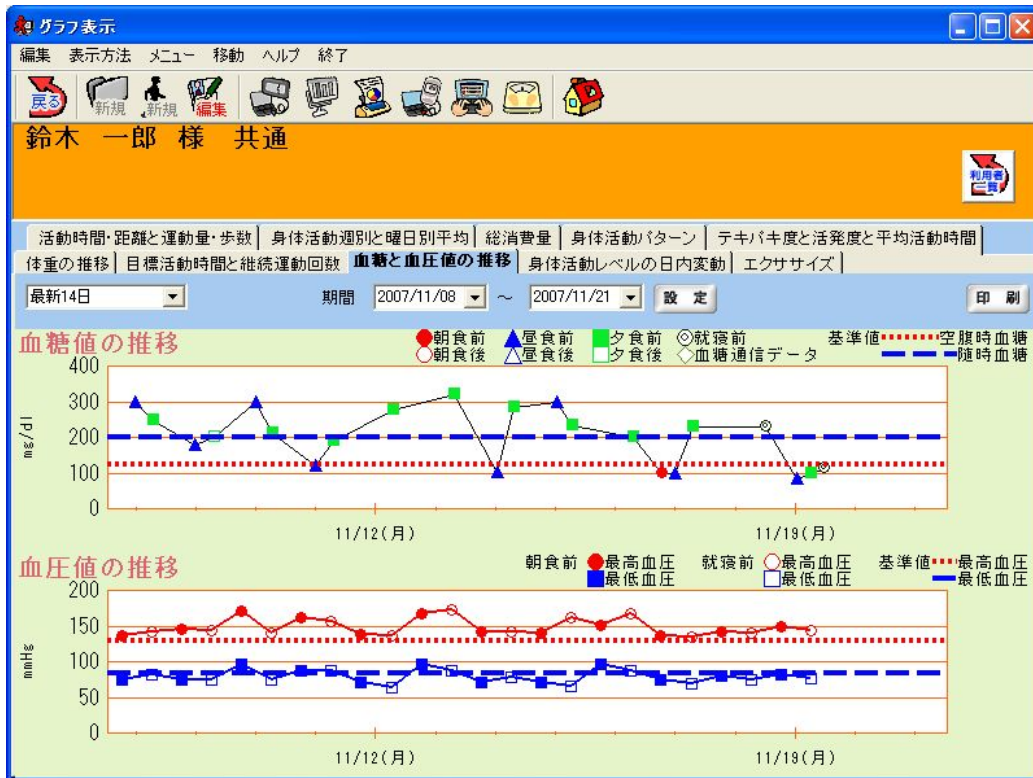 グラフ表示
編集 表示方法 メニュー 移動 ヘルプ 終了
戻る 新規 新規 編集
鈴木 一郎 様 共通
利用者一覧
活動時間・距離と運動量・歩数 身体活動週別と曜日別平均 総消費量 身体活動パターン テキパキ度と活発度と平均活動時間
体重の推移 目標活動時間と継続運動回数 血糖と血圧値の推移 身体活動レベルの日内変動 エクササイズ
最新14日 期間 2007/11/08 ～ 2007/11/21 設定 印刷
血糖値の推移 朝食前 昼食前 夕食前 就寝前 基準値 空腹時血糖
朝食後 昼食後 夕食後 血糖通信データ 随時血糖
400
300
mg/dl
200
100
0
11/12(月) 11/19(月)
血圧値の推移 朝食前 最高血圧 就寝前 最高血圧 基準値 最高血圧
最低血圧 最低血圧 最低血圧
200
150
mmHg
100
50
0
11/12(月) 11/19(月)